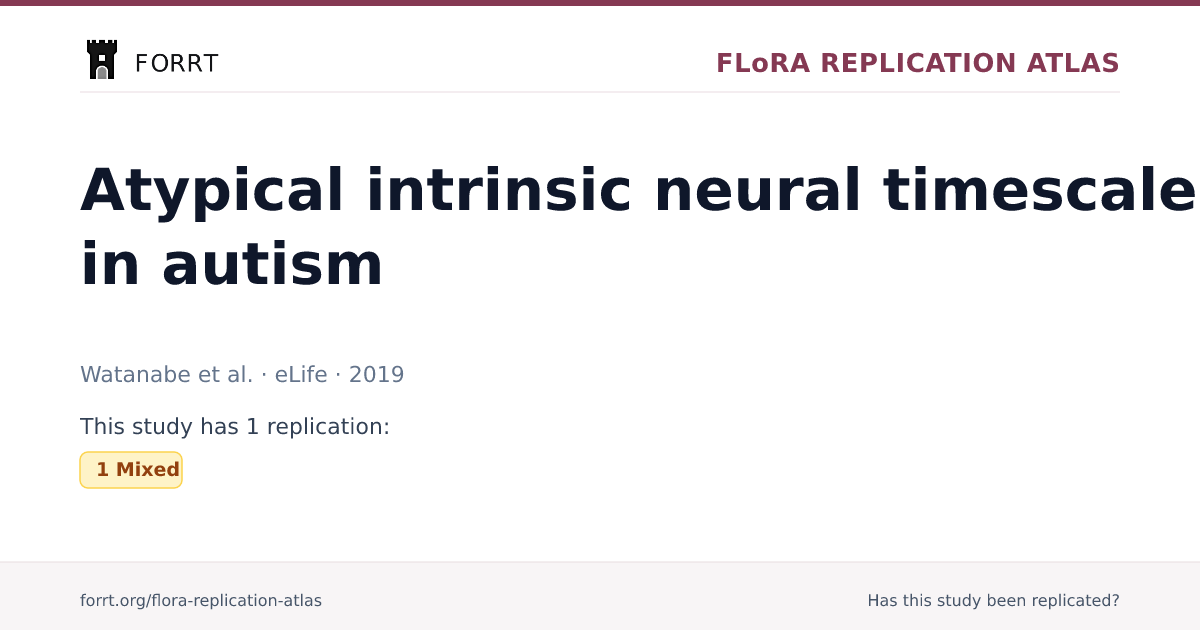 FORRT
FLoRA REPLICATION ATLAS
Atypical intrinsic neural timescale
in autism
Watanabe et al. · eLife · 2019
This study has 1 replication:
1 Mixed
forrt.org/flora-replication-atlas
Has this study been replicated?